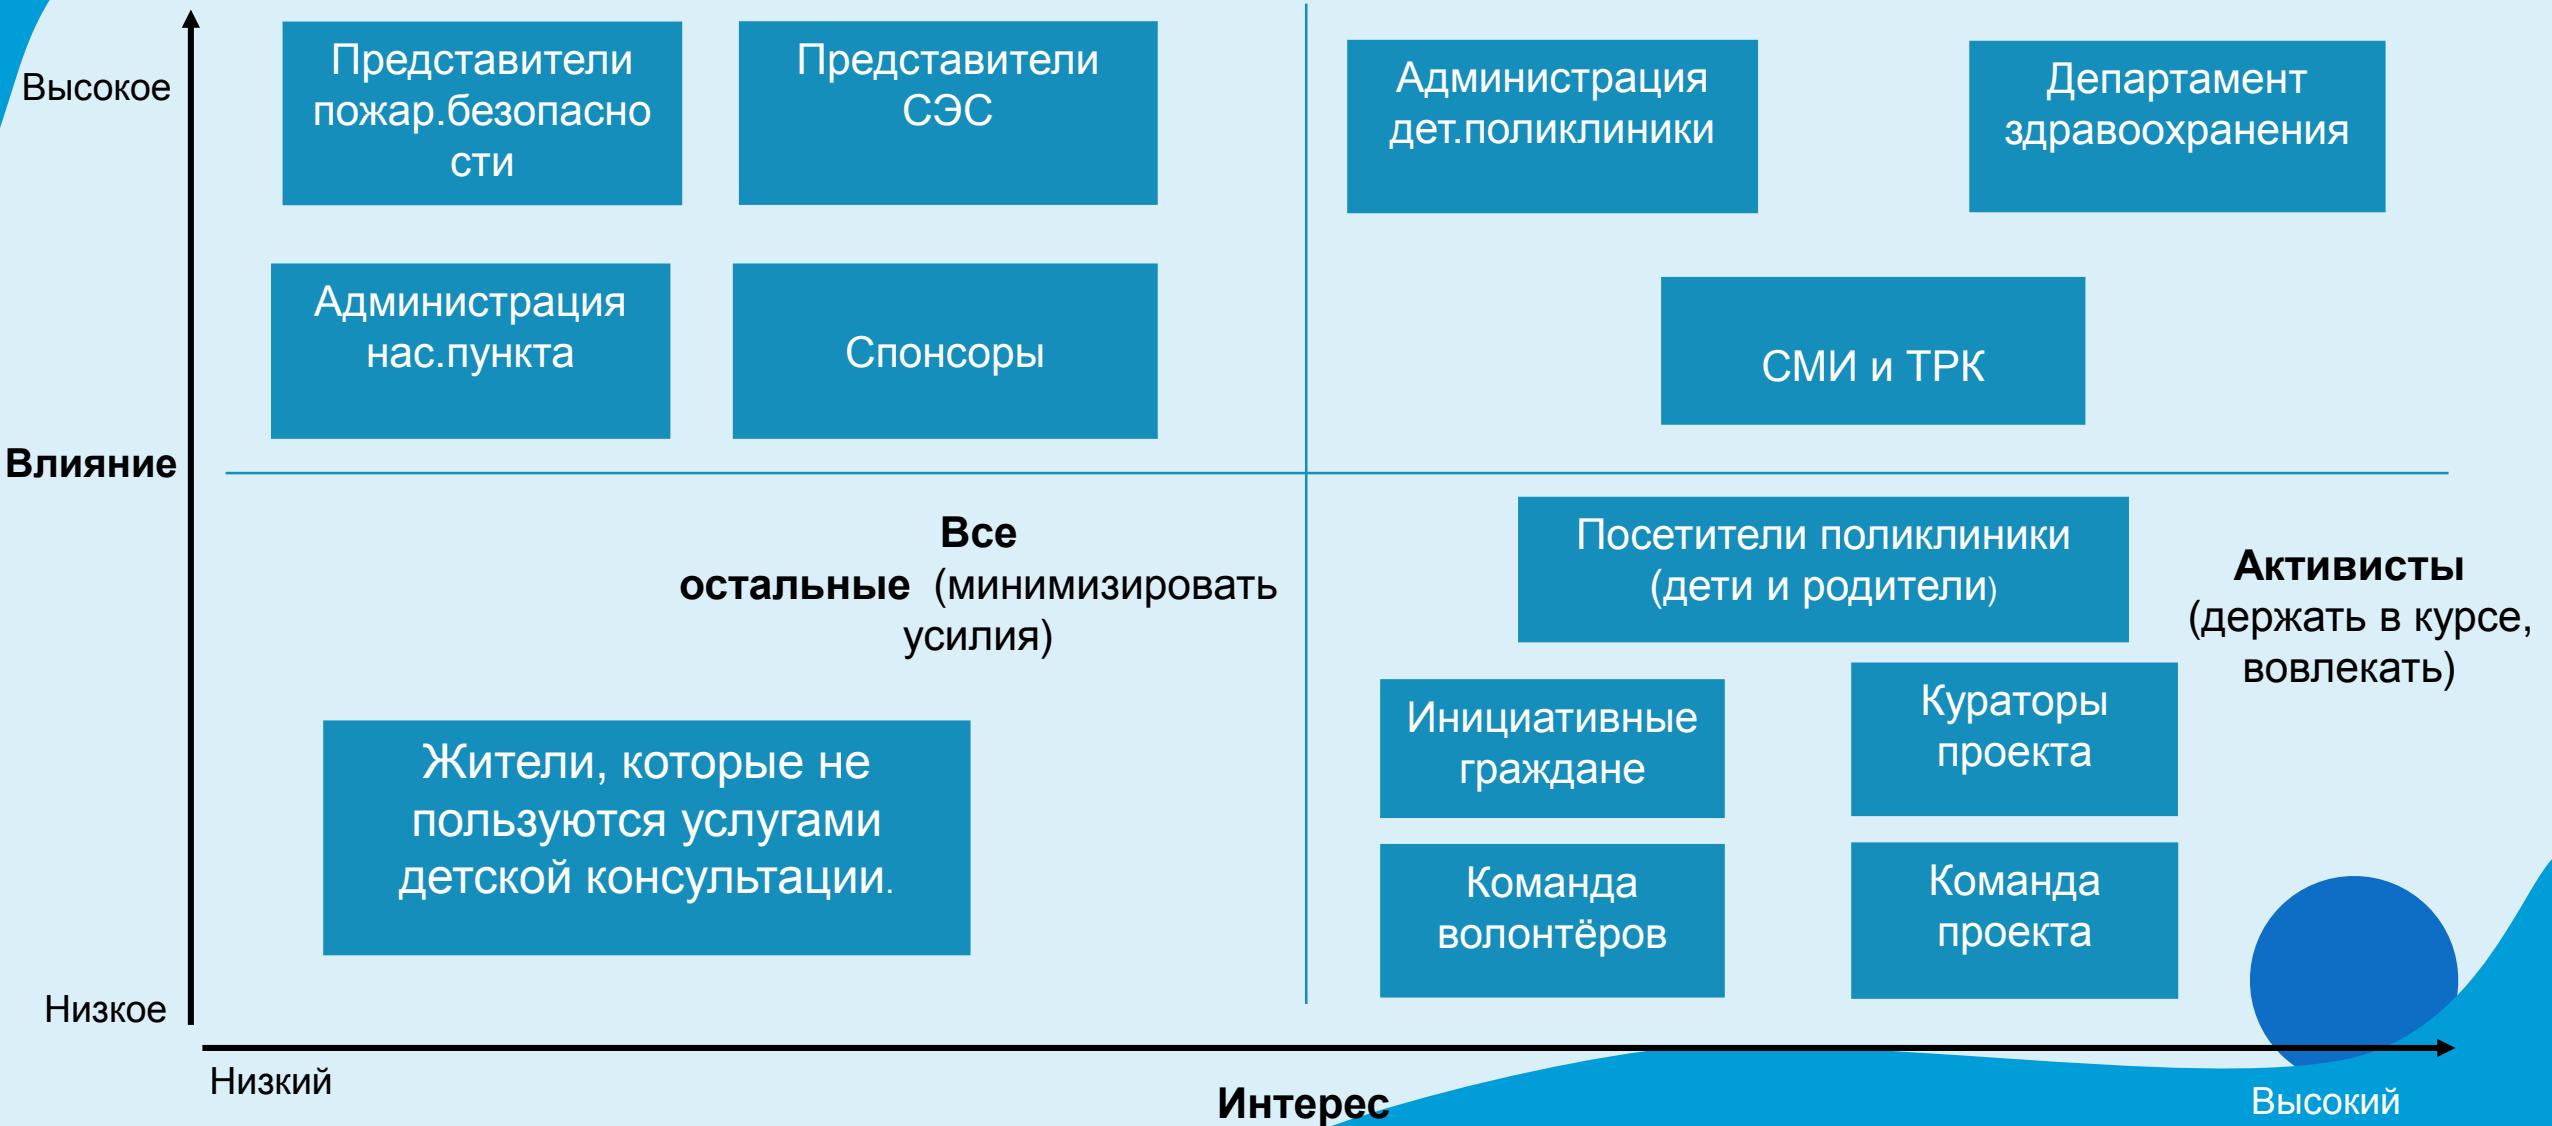 Высокое
Представители
пожар.безопасно
сти
Представители
СЭС
Администрация
дет.поликлиники
Департамент
здравоохранения
Администрация
нас.пункта
Спонсоры
СМИ и ТРК
Влияние
Все
остальные (минимизировать
усилия)
Посетители поликлиники
(дети и родители)
Активисты
(держать в курсе,
вовлекать)
Жители, которые не
пользуются услугами
детской консультации.
Инициативные
граждане
Кураторы
проекта
Команда
волонтёров
Команда
проекта
Низкое
Низкий
Интерес
Высокий